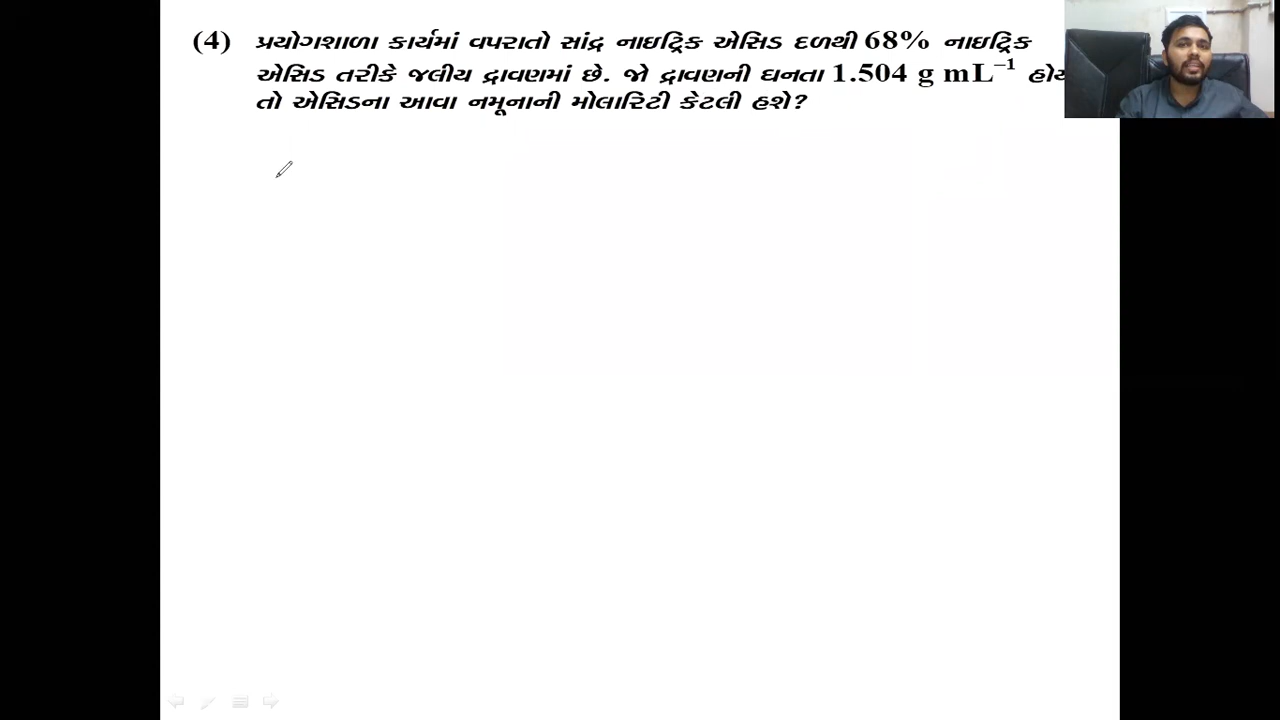 (4) પ્રયોગશાળા કાર્યમાં વપરાતો સાંદ્ર નાઇટ્રિક એસિડ દળથી 68% નાઇટ્રિક
એસિડ તરીકે જલીય દ્રાવણમાં છે. જો દ્રાવણની ઘનતા 1.504 g mL⁻¹ હોય
તો એસિડના આવા નમૂનાની મોલારિટી કેટલી હશે?